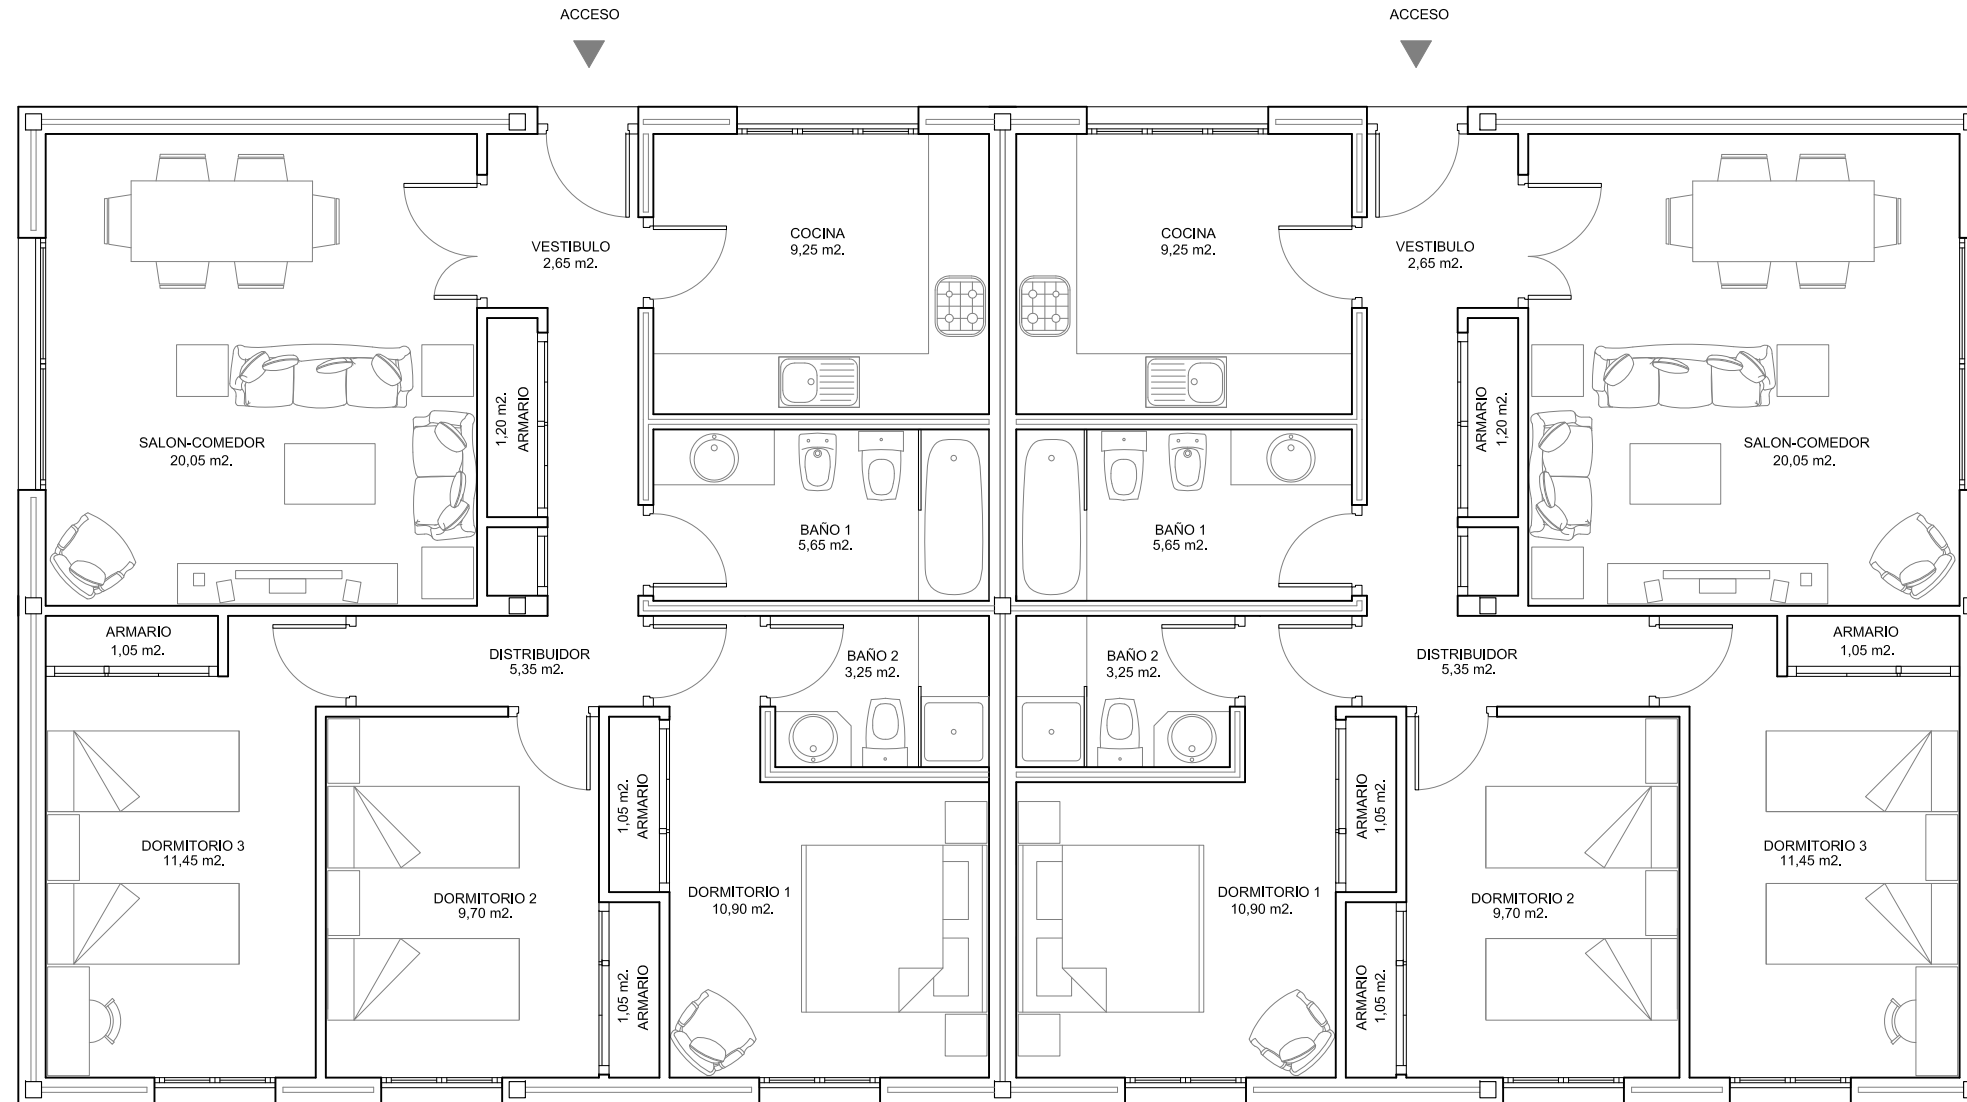 ACCESO
ACCESO
COCINA
9,25 m2.
COCINA
9,25 m2.
VESTIBULO
2,65 m2.
VESTIBULO
2,65 m2.
1,20 m2.
ARMARIO
ARMARIO
1,20 m2.
SALON-COMEDOR
20,05 m2.
SALON-COMEDOR
20,05 m2.
BAÑO 1
5,65 m2.
BAÑO 1
5,65 m2.
ARMARIO
1,05 m2.
DISTRIBUIDOR
5,35 m2.
BAÑO 2
3,25 m2.
BAÑO 2
3,25 m2.
DISTRIBUIDOR
5,35 m2.
ARMARIO
1,05 m2.
1,05 m2.
ARMARIO
ARMARIO
1,05 m2.
DORMITORIO 3
11,45 m2.
DORMITORIO 3
11,45 m2.
DORMITORIO 2
9,70 m2.
DORMITORIO 1
10,90 m2.
DORMITORIO 1
10,90 m2.
DORMITORIO 2
9,70 m2.
1,05 m2.
ARMARIO
ARMARIO
1,05 m2.